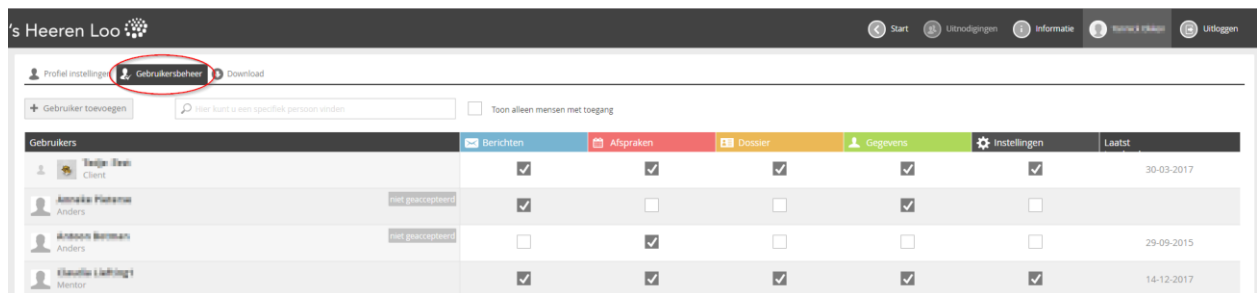 's Heeren Loo
Start Uitnodigingen Informatie Uitloggen
Profiel instellingen Gebruikersbeheer Download
+ Gebruiker toevoegen Hier kunt u een specifiek persoon vinden Toon alleen mensen met toegang
Gebruikers Berichten Afspraken Dossier Gegevens Instellingen Laatst
Client 30-03-2017
niet geaccepteerd
Anders
niet geaccepteerd
Anders 29-09-2015
Mentor 14-12-2017